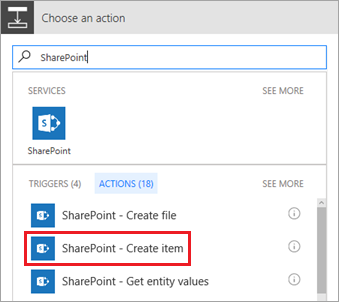 Choose an action
SharePoint
SERVICES SEE MORE
SharePoint
TRIGGERS (4) ACTIONS (18) SEE MORE
SharePoint - Create file
SharePoint - Create item
SharePoint - Get entity values